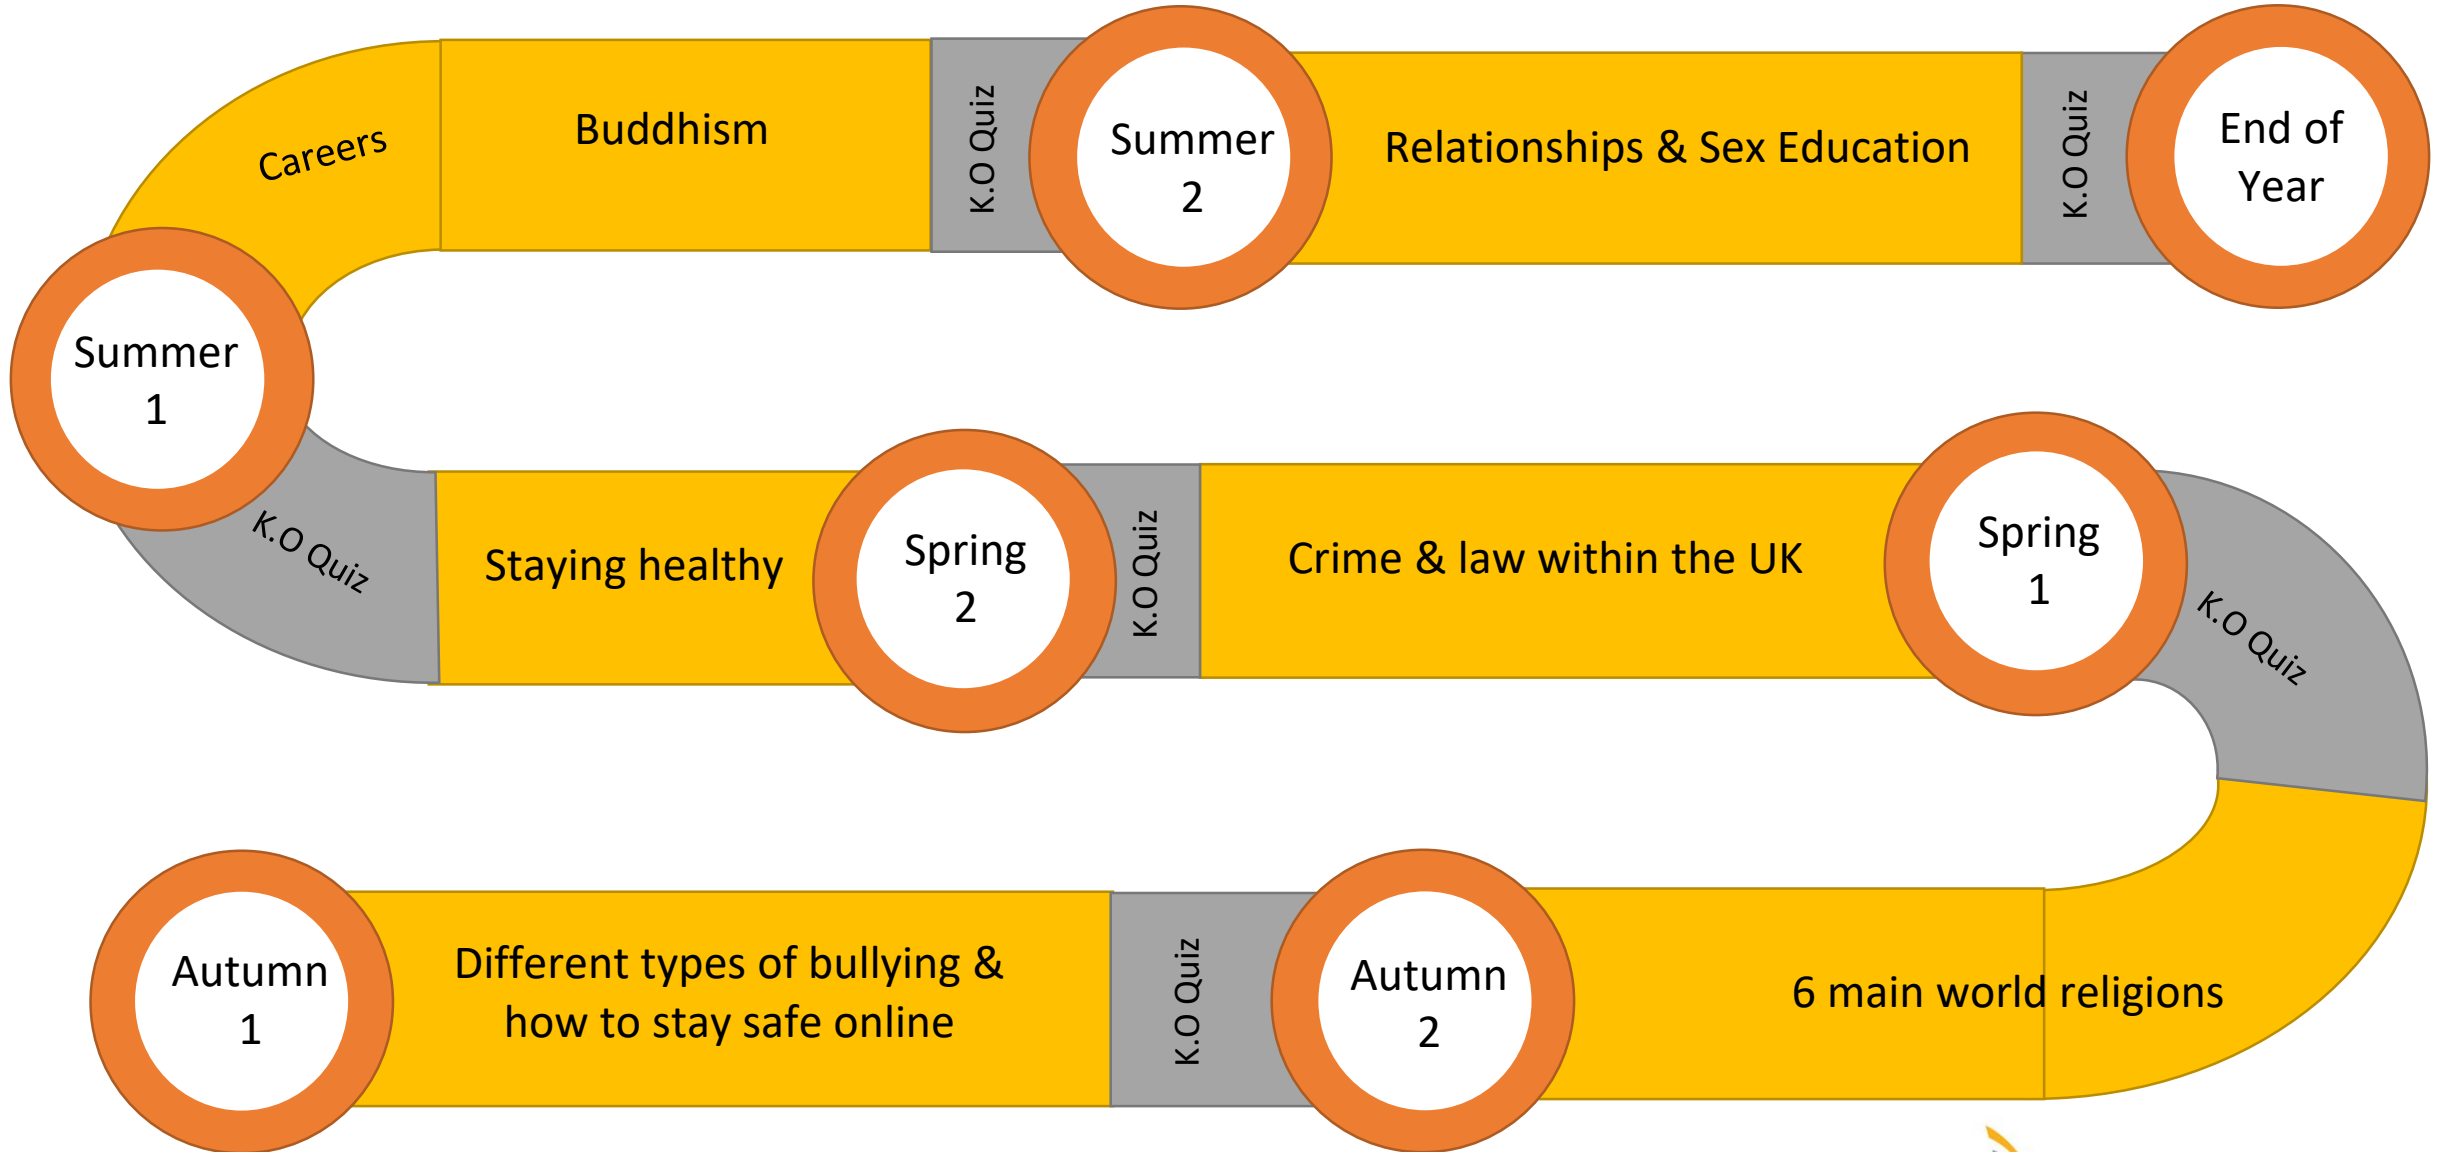 Careers
Buddhism
K.O Quiz
Summer
2
Relationships & Sex Education
K.O Quiz
End of
Year
Summer
1
K.O Quiz
Staying healthy
Spring
2
K.O Quiz
Crime & law within the UK
Spring
1
K.O Quiz
Autumn
1
Different types of bullying &
how to stay safe online
K.O Quiz
Autumn
2
6 main world religions